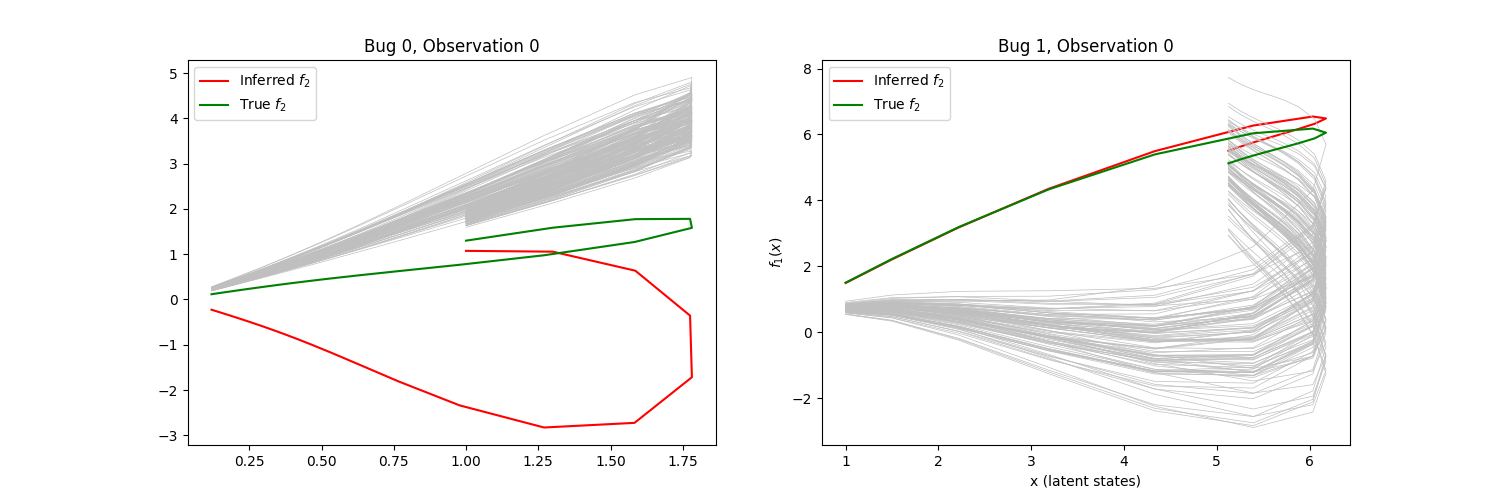 Bug 0, Observation 0
Inferred f₂
True f₂
5
4
3
2
1
0
−1
−2
−3
0.25 0.50 0.75 1.00 1.25 1.50 1.75
Bug 1, Observation 0
Inferred f₂
True f₂
8
6
4
2
0
−2
f₁(x)
1 2 3 4 5 6
x (latent states)